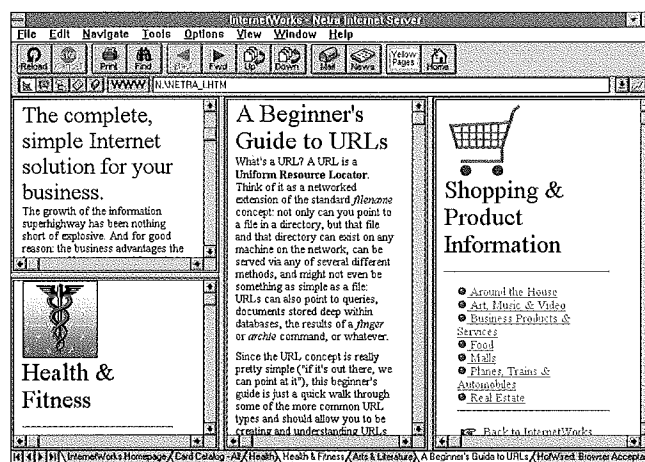 InternetWorks - Netra Internet Server
File Edit Navigate Tools Options View Window Help
Reload Cancel Print Find Back Fwd Up Down Mail News Yellow Pages Home
WWW N:\NETRA_I.HTM
The complete,
simple Internet
solution for your
business.
The growth of the information
superhighway has been nothing
short of explosive. And for good
reason: the business advantages the
Health &
Fitness
A Beginner's
Guide to URLs
What's a URL? A URL is a
Uniform Resource Locator.
Think of it as a networked
extension of the standard filename
concept: not only can you point to
a file in a directory, but that file
and that directory can exist on any
machine on the network, can be
served via any of several different
methods, and might not even be
something as simple as a file:
URLs can also point to queries,
documents stored deep within
databases, the results of a finger
or archie command, or whatever.
Since the URL concept is really
pretty simple ("if it's out there, we
can point at it"), this beginner's
guide is just a quick walk through
some of the more common URL
types and should allow you to be
creating and understanding URLs
Shopping &
Product
Information
Around the House
Art, Music & Video
Business Products &
Services
Food
Malls
Planes, Trains &
Automobiles
Real Estate
Back to InternetWorks
InternetWorks Homepage Card Catalog - All Health Health & Fitness Arts & Literature A Beginner's Guide to URLs HotWired: Browser Accepta